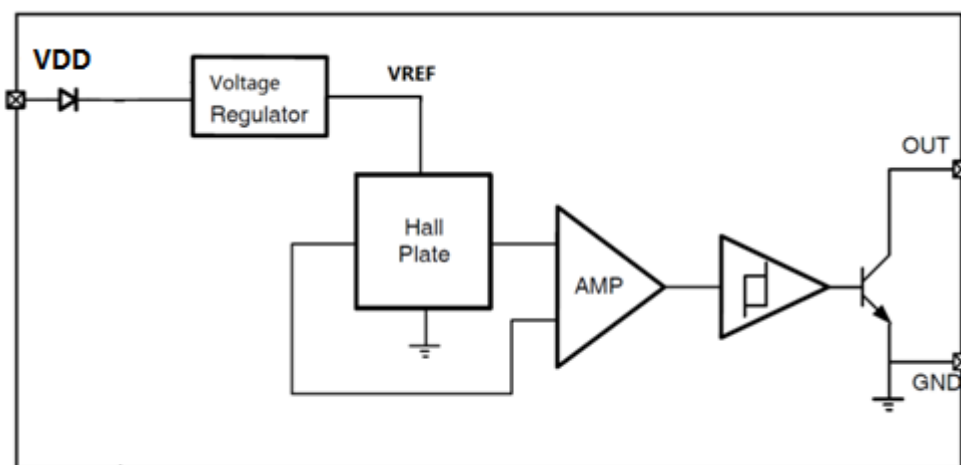 VDD
Voltage
Regulator
VREF
Hall
Plate
AMP
OUT
GND